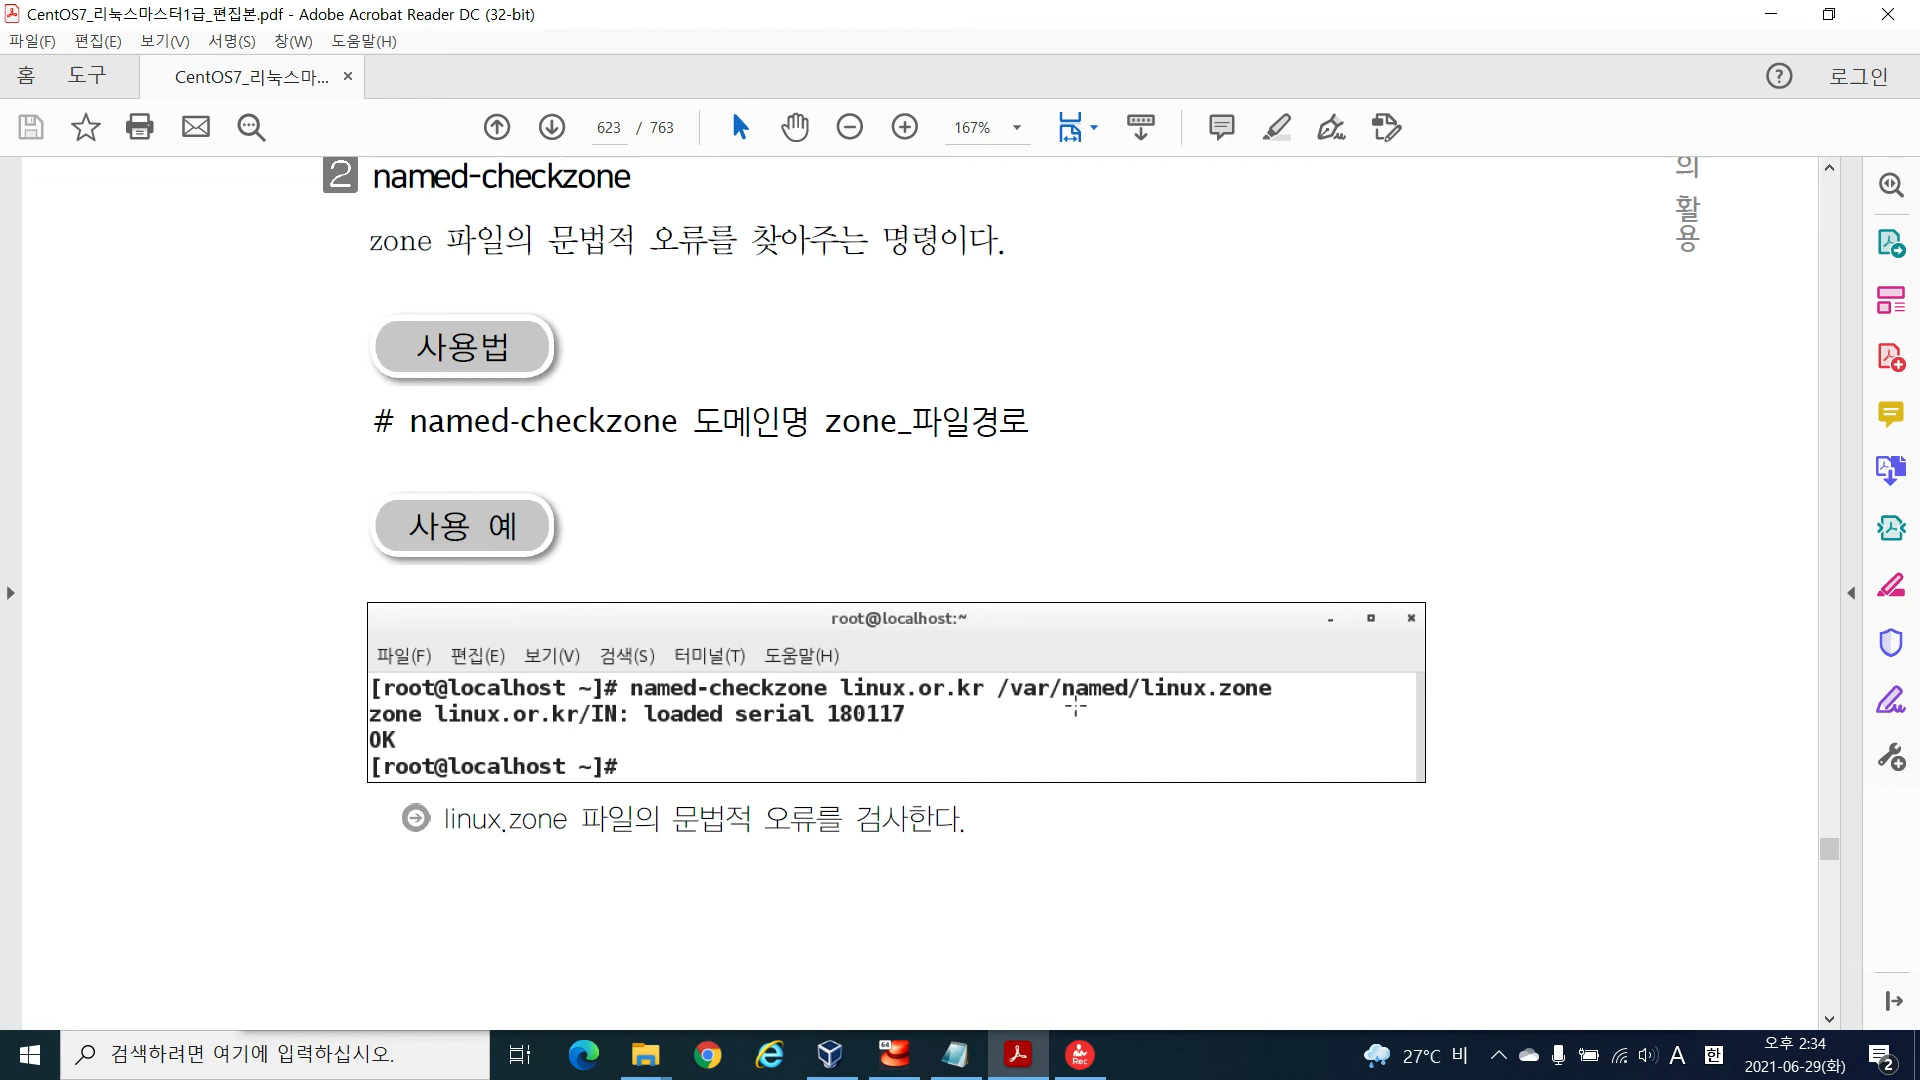 CentOS7_리눅스마스터1급_편집본.pdf - Adobe Acrobat Reader DC (32-bit)
파일(F) 편집(E) 보기(V) 서명(S) 창(W) 도움말(H)
홈 도구 CentOS7_리눅스마... × ? 로그인
623 / 763 167%
2 named-checkzone
의 활용
zone 파일의 문법적 오류를 찾아주는 명령이다.
사용법
# named-checkzone 도메인명 zone_파일경로
사용 예
root@localhost:~
파일(F) 편집(E) 보기(V) 검색(S) 터미널(T) 도움말(H)
[root@localhost ~]# named-checkzone linux.or.kr /var/named/linux.zone
zone linux.or.kr/IN: loaded serial 180117
OK
[root@localhost ~]#
linux.zone 파일의 문법적 오류를 검사한다.
검색하려면 여기에 입력하십시오.
64
Rec
27°C 비
A 한
오후 2:34
2021-06-29(화)
2